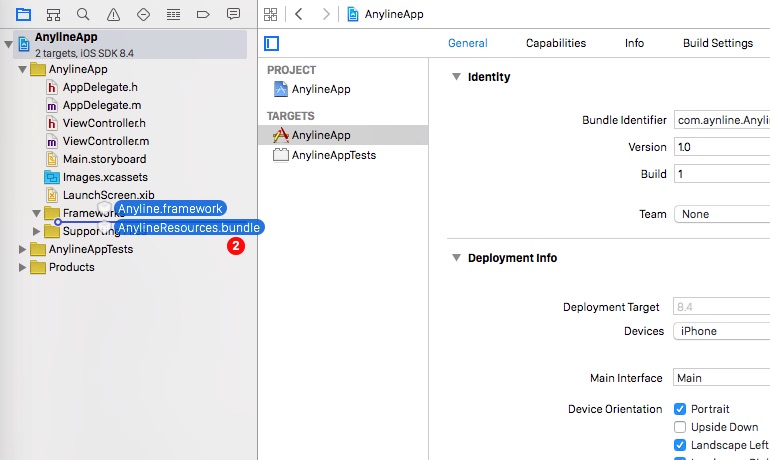 AnylineApp
AnylineApp
2 targets, iOS SDK 8.4
General
Capabilities
Info
Build Settings
AnylineApp
h AppDelegate.h
m AppDelegate.m
h ViewController.h
m ViewController.m
Main.storyboard
Images.xcassets
LaunchScreen.xib
Frameworks
Anyline.framework
Supporting
AnylineResources.bundle
2
AnylineAppTests
Products
PROJECT
AnylineApp
TARGETS
AnylineApp
AnylineAppTests
Identity
Bundle Identifier com.aynline.Anyli
Version 1.0
Build 1
Team None
Deployment Info
Deployment Target 8.4
Devices iPhone
Main Interface Main
Device Orientation Portrait
Upside Down
Landscape Left